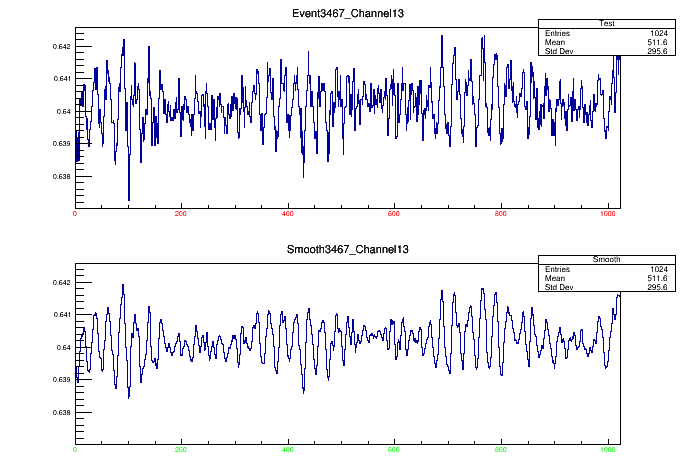 Event3467_Channel13
Test
Entries 1024
Mean 511.6
Std Dev 295.6
0.642
0.641
0.64
0.639
0.638
0 200 400 600 800 1000
Smooth3467_Channel13
Smooth
Entries 1024
Mean 511.6
Std Dev 295.6
0.642
0.641
0.64
0.639
0.638
0 200 400 600 800 1000